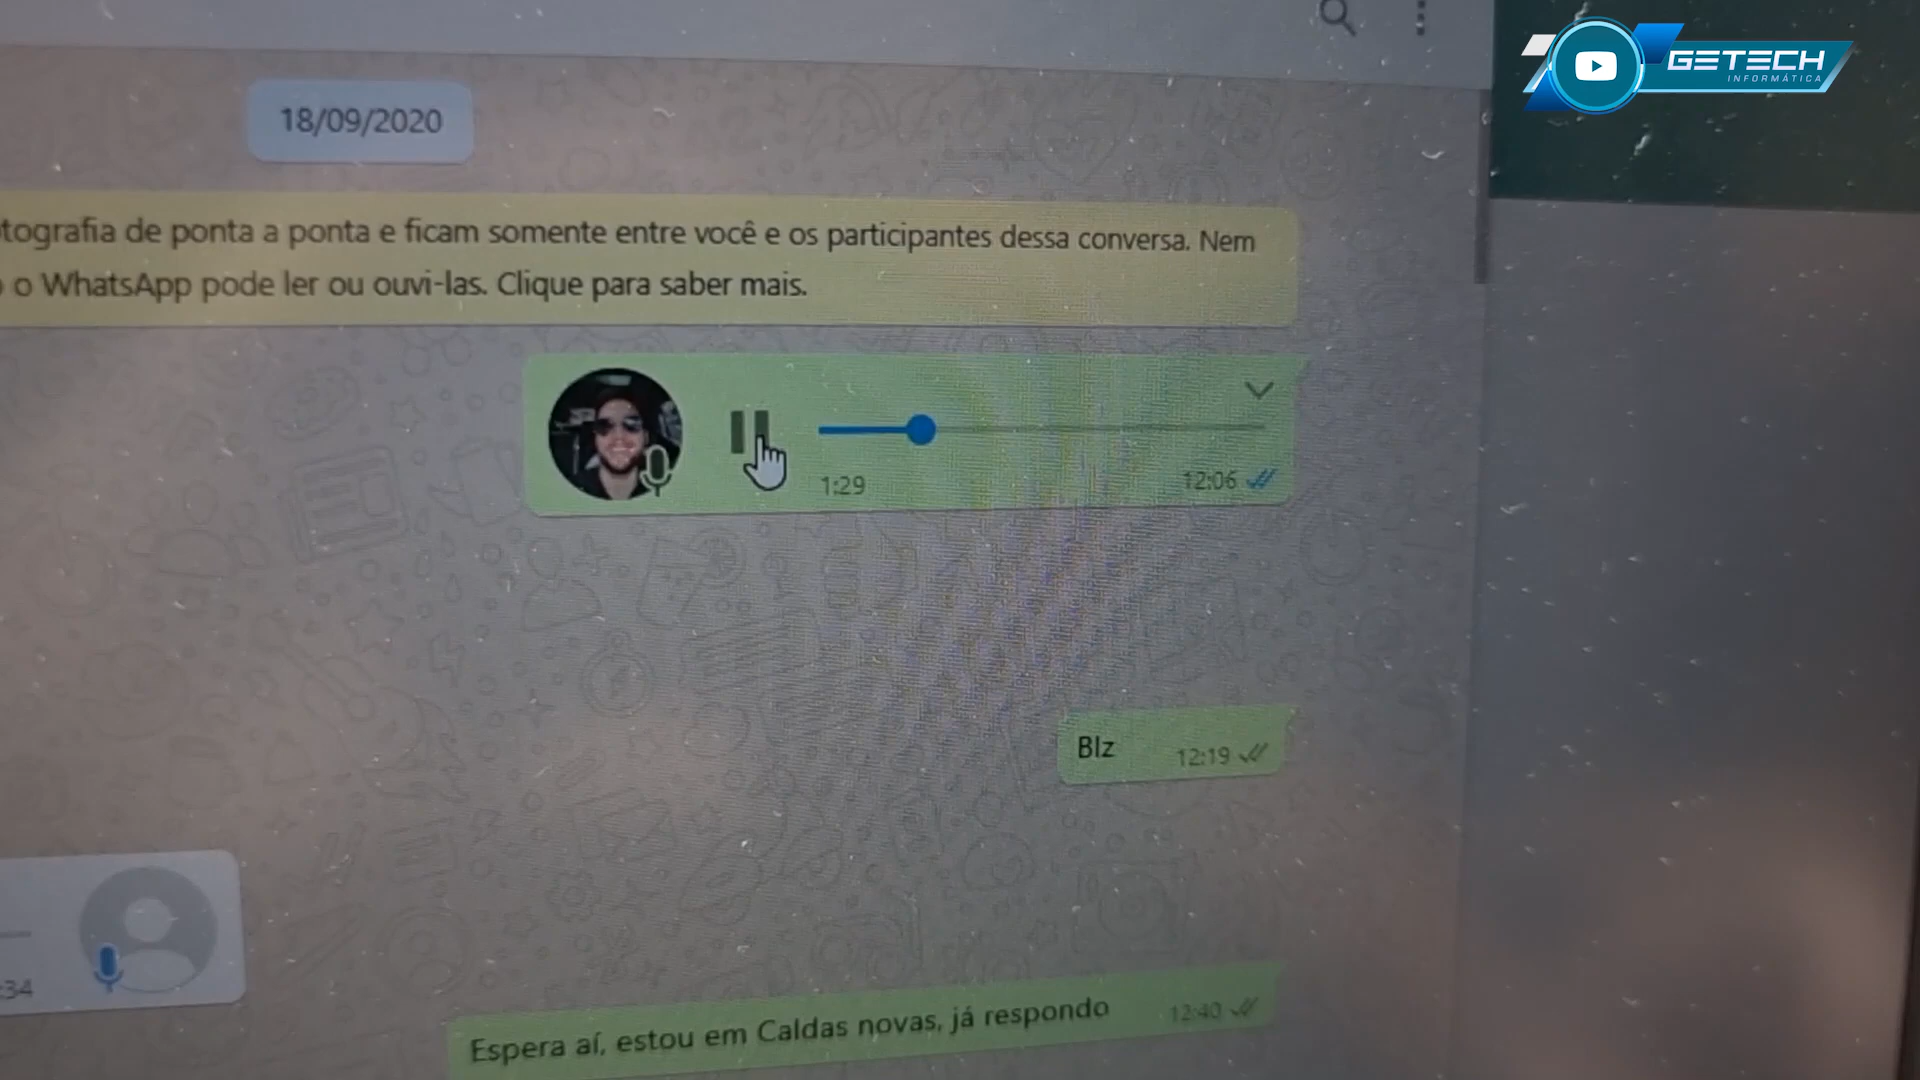 GETECH
INFORMÁTICA
18/09/2020
tografia de ponta a ponta e ficam somente entre você e os participantes dessa conversa. Nem
o WhatsApp pode ler ou ouvi-las. Clique para saber mais.
1:29
12:06
Blz
12:19
:34
Espera aí, estou em Caldas novas, já respondo
12:40